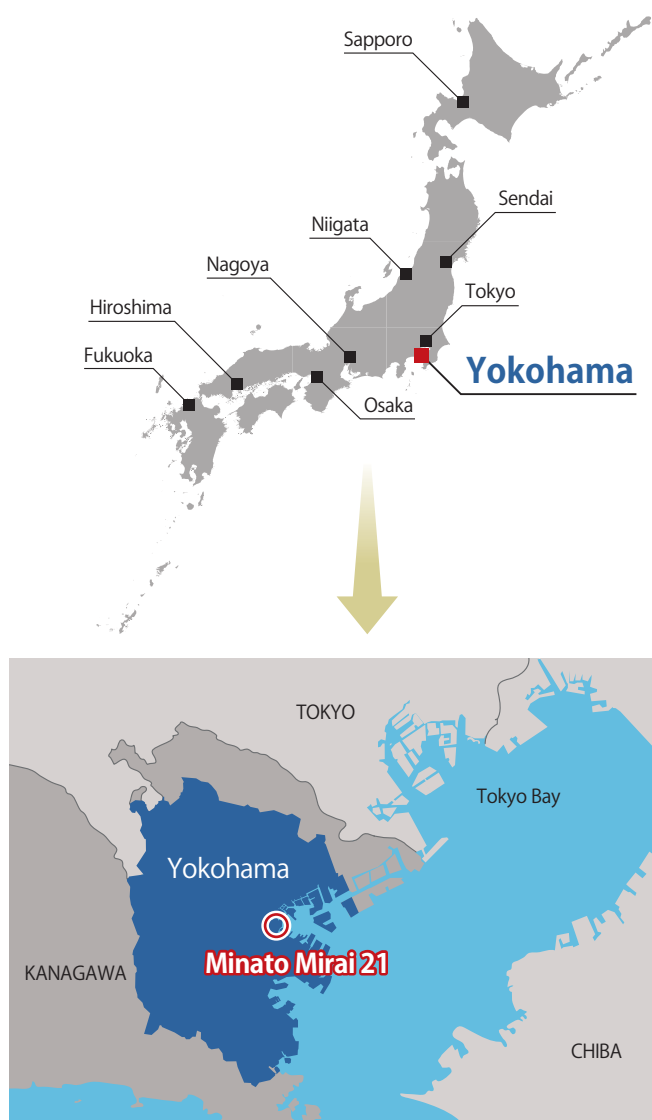 Sapporo
Sendai
Niigata
Nagoya
Tokyo
Hiroshima
Fukuoka
Yokohama
Osaka
TOKYO
Tokyo Bay
Yokohama
Minato Mirai 21
KANAGAWA
CHIBA